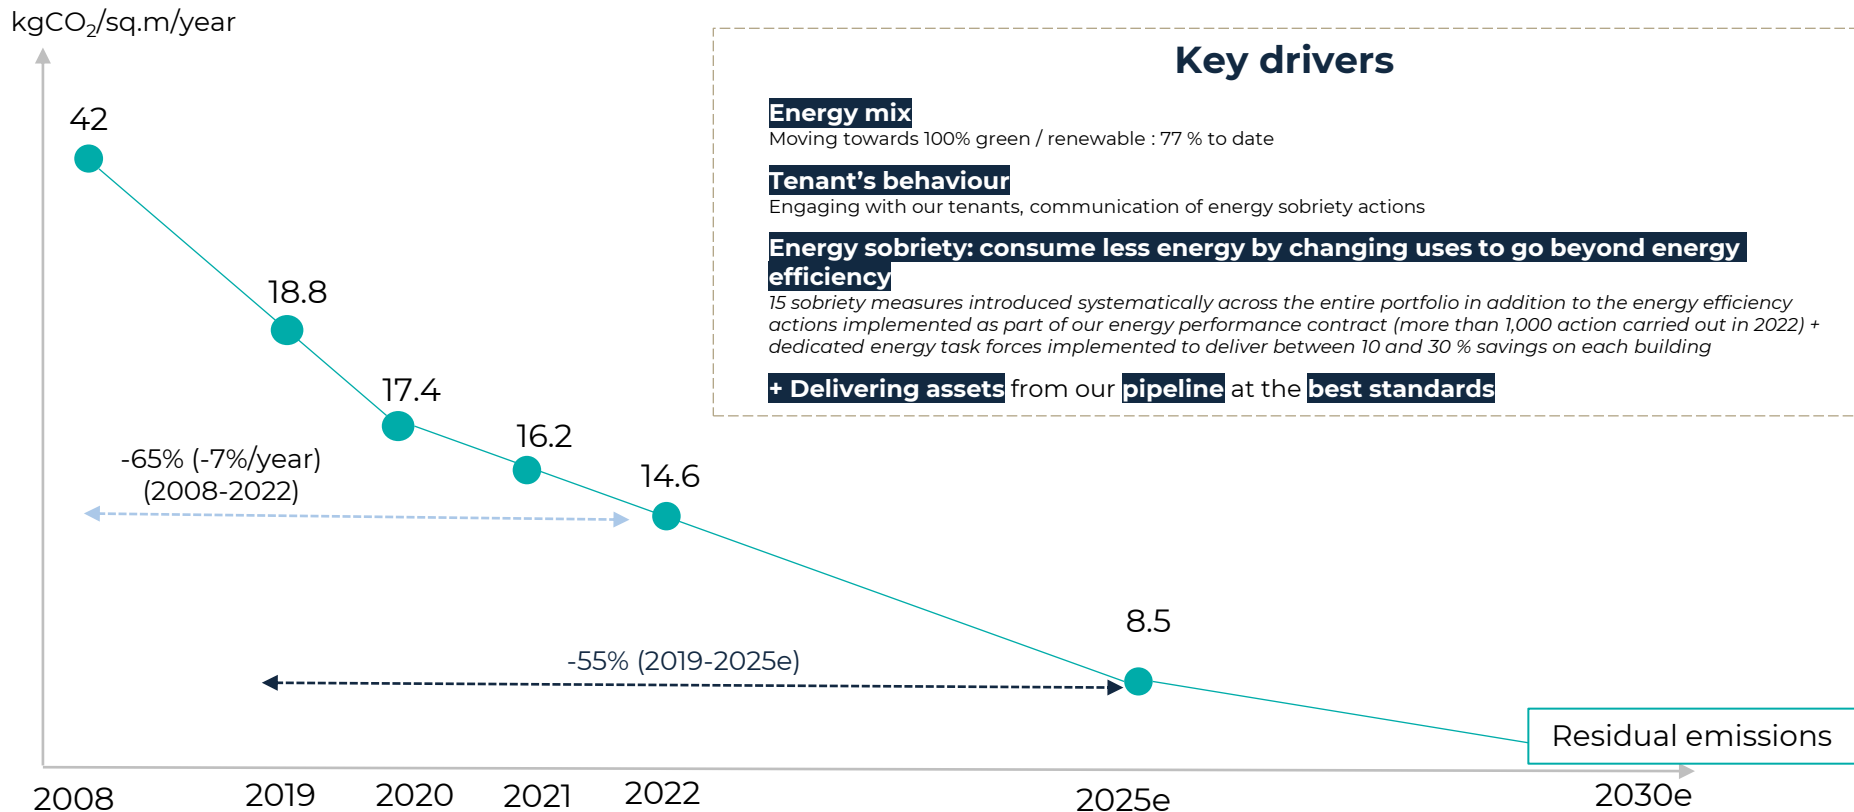 kgCO₂/sq.m/year
Key drivers
Energy mix
Moving towards 100% green / renewable : 77 % to date
Tenant’s behaviour
Engaging with our tenants, communication of energy sobriety actions
Energy sobriety: consume less energy by changing uses to go beyond energy
efficiency
15 sobriety measures introduced systematically across the entire portfolio in addition to the energy efficiency
actions implemented as part of our energy performance contract (more than 1,000 action carried out in 2022) +
dedicated energy task forces implemented to deliver between 10 and 30 % savings on each building
+ Delivering assets from our pipeline at the best standards
42
18.8
17.4
16.2
14.6
8.5
-65% (-7%/year)
(2008-2022)
-55% (2019-2025e)
Residual emissions
2008
2019
2020
2021
2022
2025e
2030e